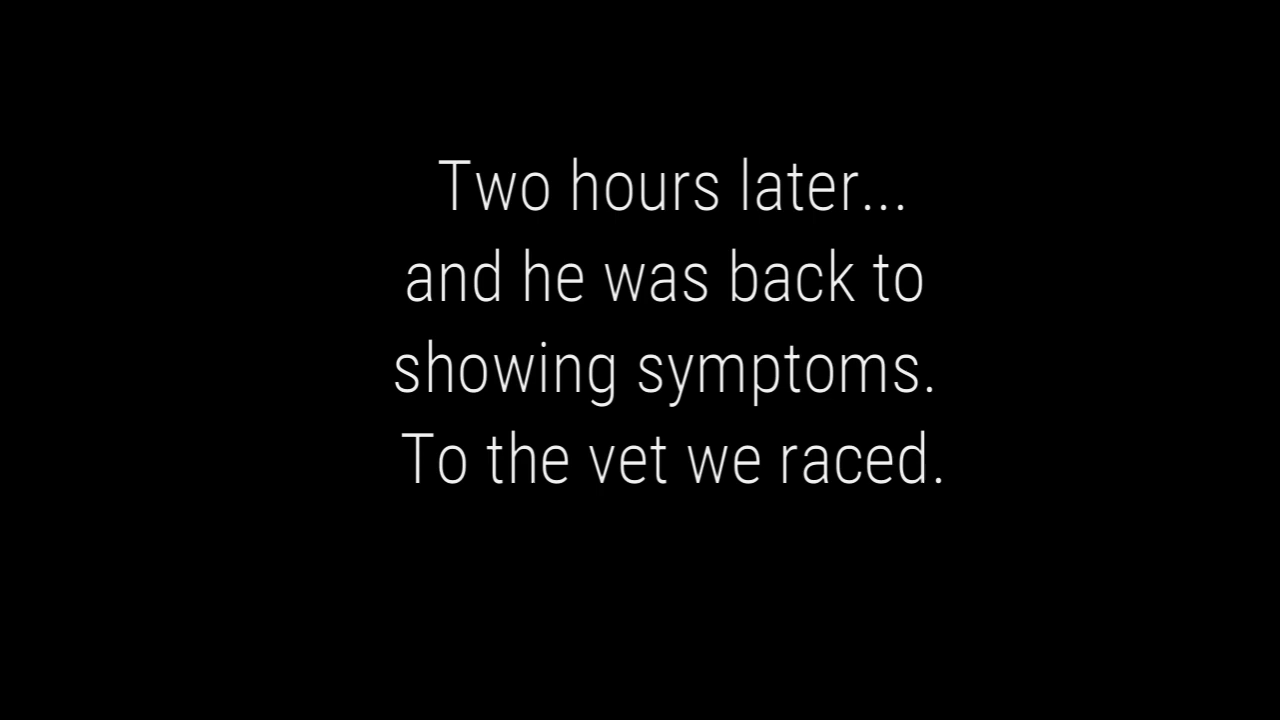 Two hours later...
and he was back to
showing symptoms.
To the vet we raced.